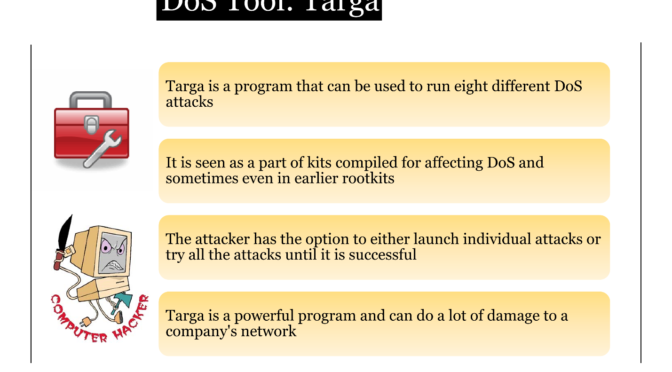 DoS Tool: Targa
Targa is a program that can be used to run eight different DoS
attacks
It is seen as a part of kits compiled for affecting DoS and
sometimes even in earlier rootkits
The attacker has the option to either launch individual attacks or
try all the attacks until it is successful
COMPUTER HACKER
Targa is a powerful program and can do a lot of damage to a
company's network